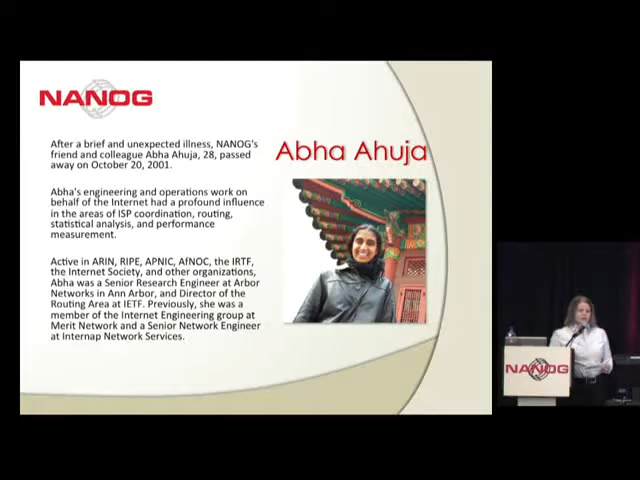 NANOG
Abha Ahuja
After a brief and unexpected illness, NANOG's
friend and colleague Abha Ahuja, 28, passed
away on October 20, 2001.
Abha's engineering and operations work on
behalf of the Internet had a profound influence
in the areas of ISP coordination, routing,
statistical analysis, and performance
measurement.
Active in ARIN, RIPE, APNIC, AfNOC, the IRTF,
the Internet Society, and other organizations,
Abha was a Senior Research Engineer at Arbor
Networks in Ann Arbor, and Director of the
Routing Area at IETF. Previously, she was a
member of the Internet Engineering group at
Merit Network and a Senior Network Engineer
at Internap Network Services.
NANOG